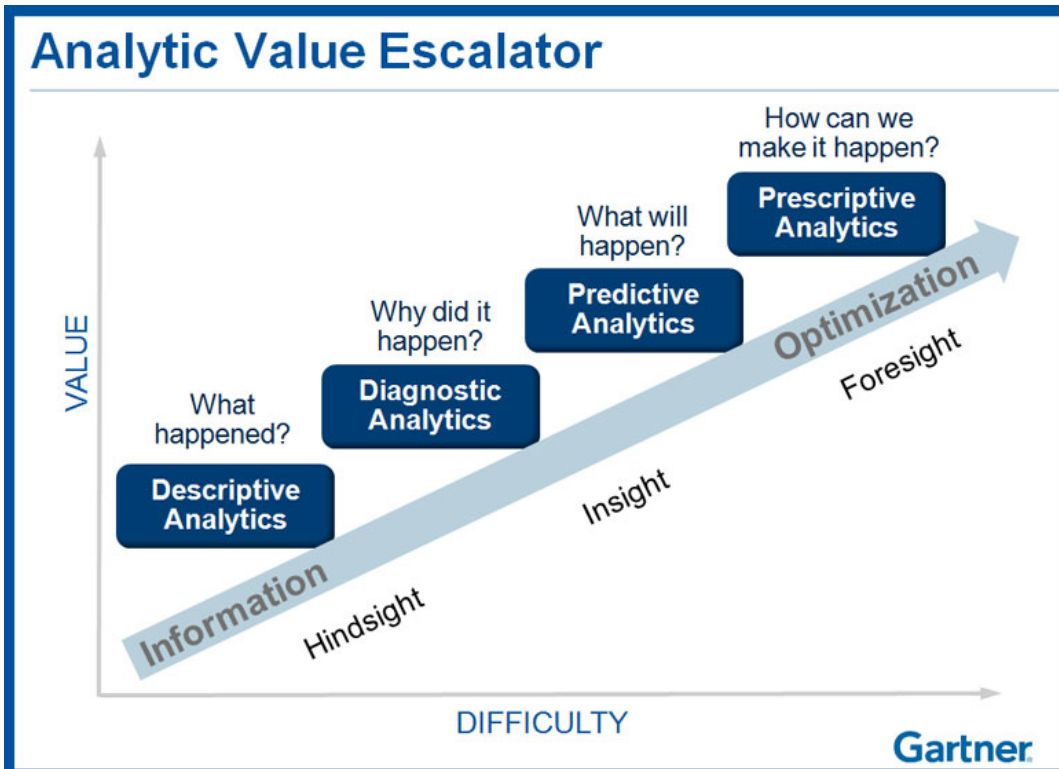 Analytic Value Escalator
How can we
make it happen?
Prescriptive
Analytics
What will
happen?
Predictive
Analytics
Why did it
happen?
Diagnostic
Analytics
What
happened?
Descriptive
Analytics
Information
Optimization
Hindsight
Insight
Foresight
VALUE
DIFFICULTY
Gartner®